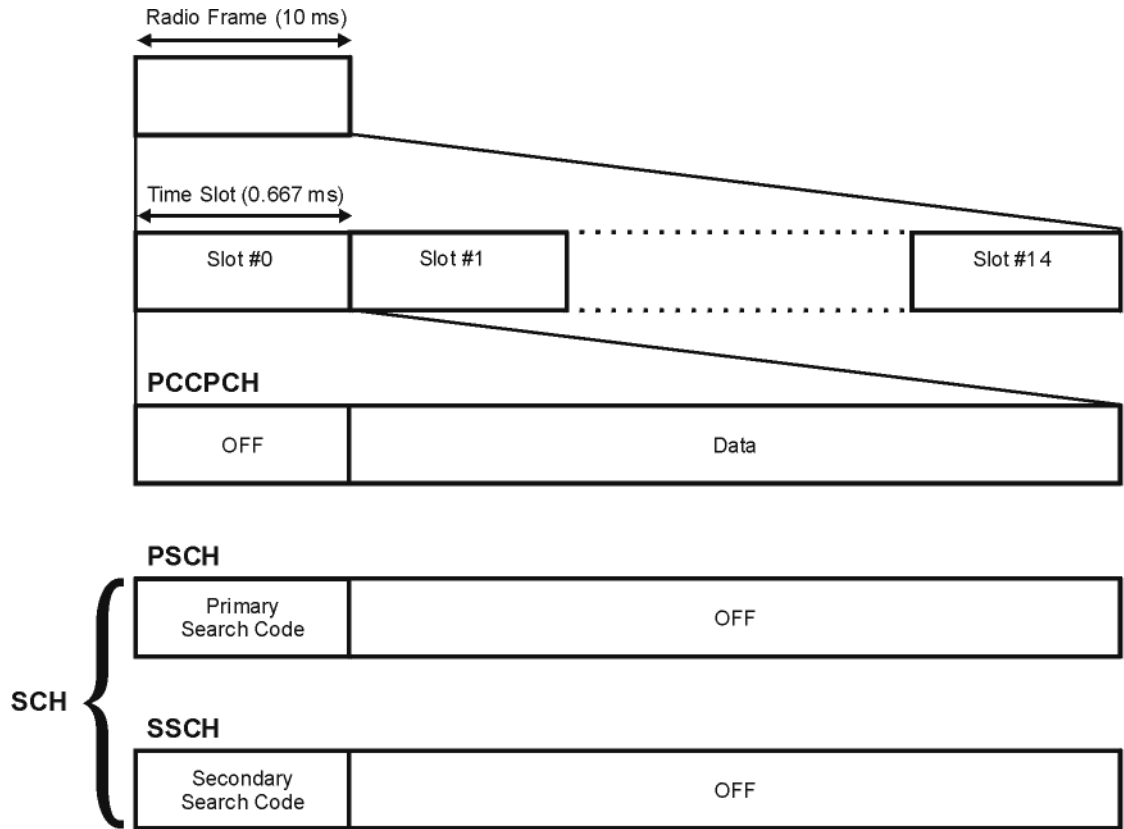 Radio Frame (10 ms)
Time Slot (0.667 ms)
Slot #0
Slot #1
Slot #14
PCCPCH
OFF
Data
PSCH
Primary
Search Code
OFF
SCH
SSCH
Secondary
Search Code
OFF